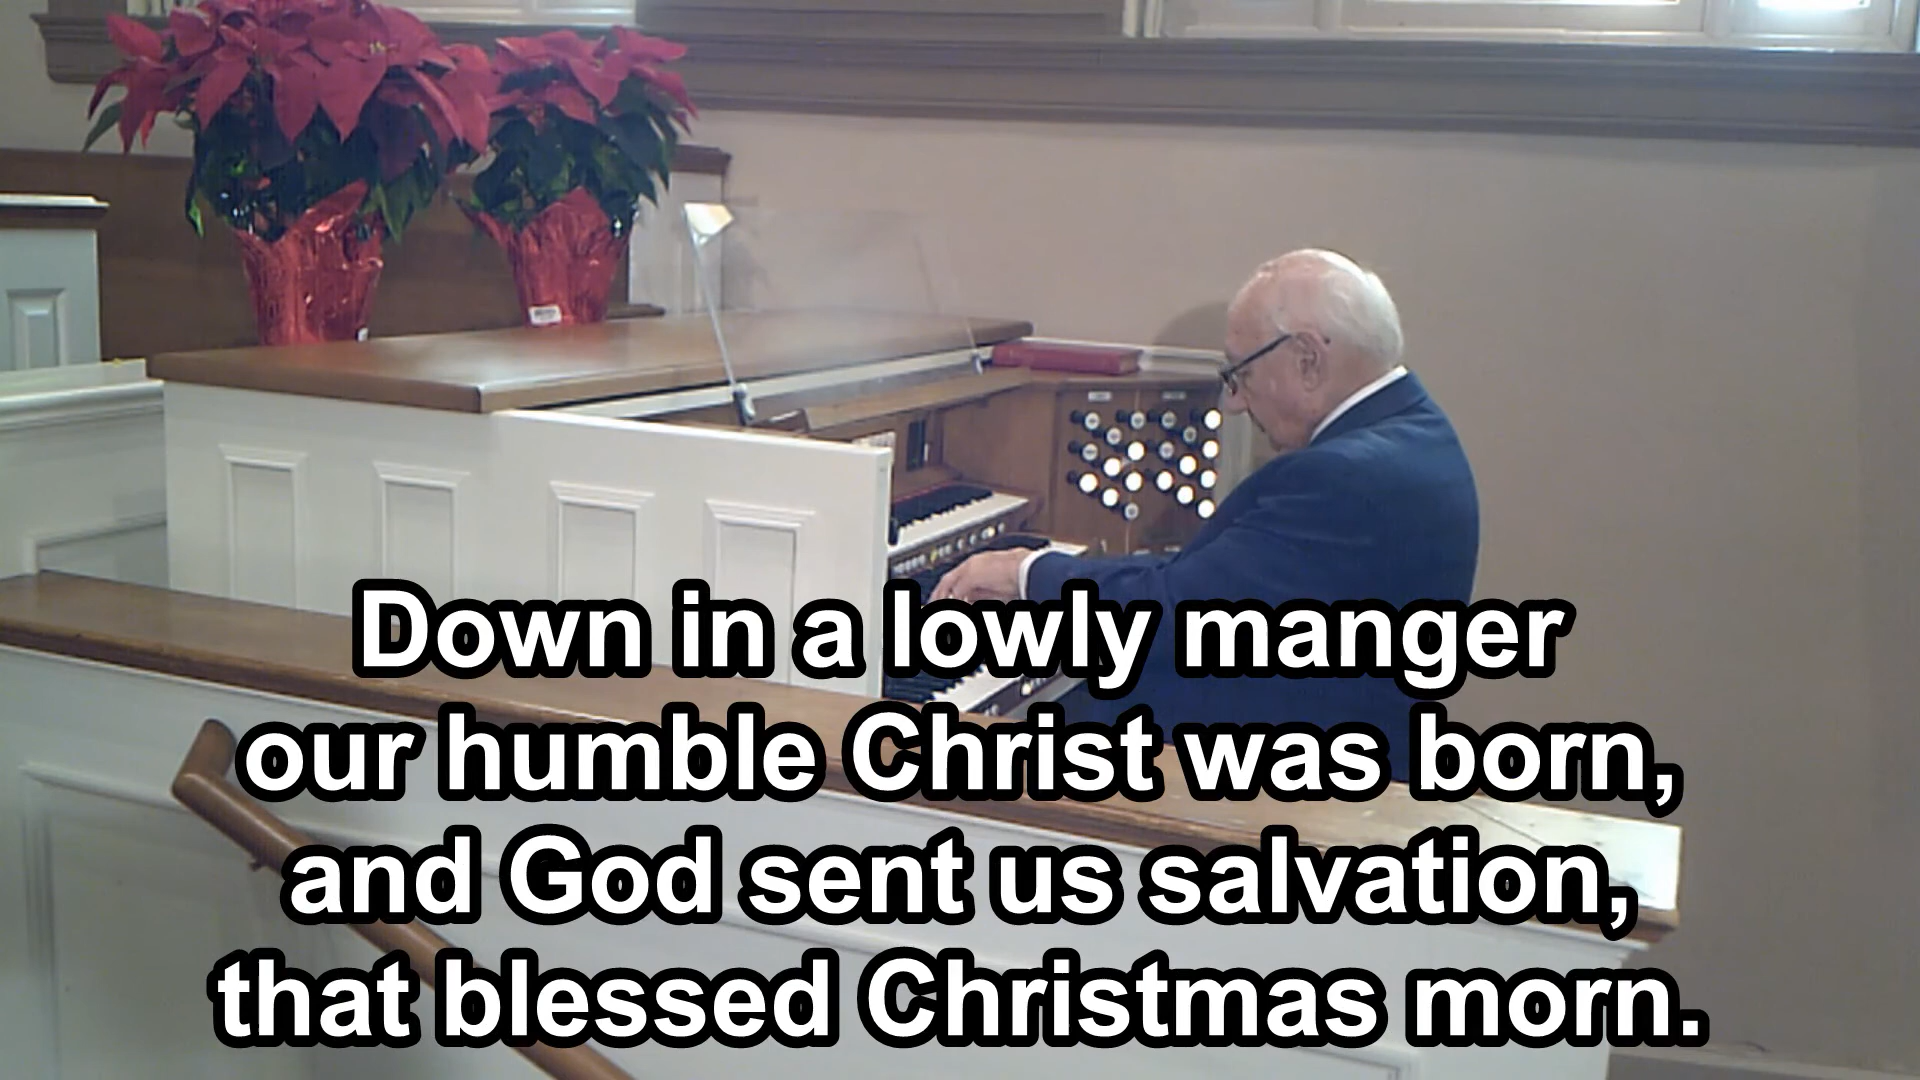 Down in a lowly manger
our humble Christ was born,
and God sent us salvation,
that blessed Christmas morn.